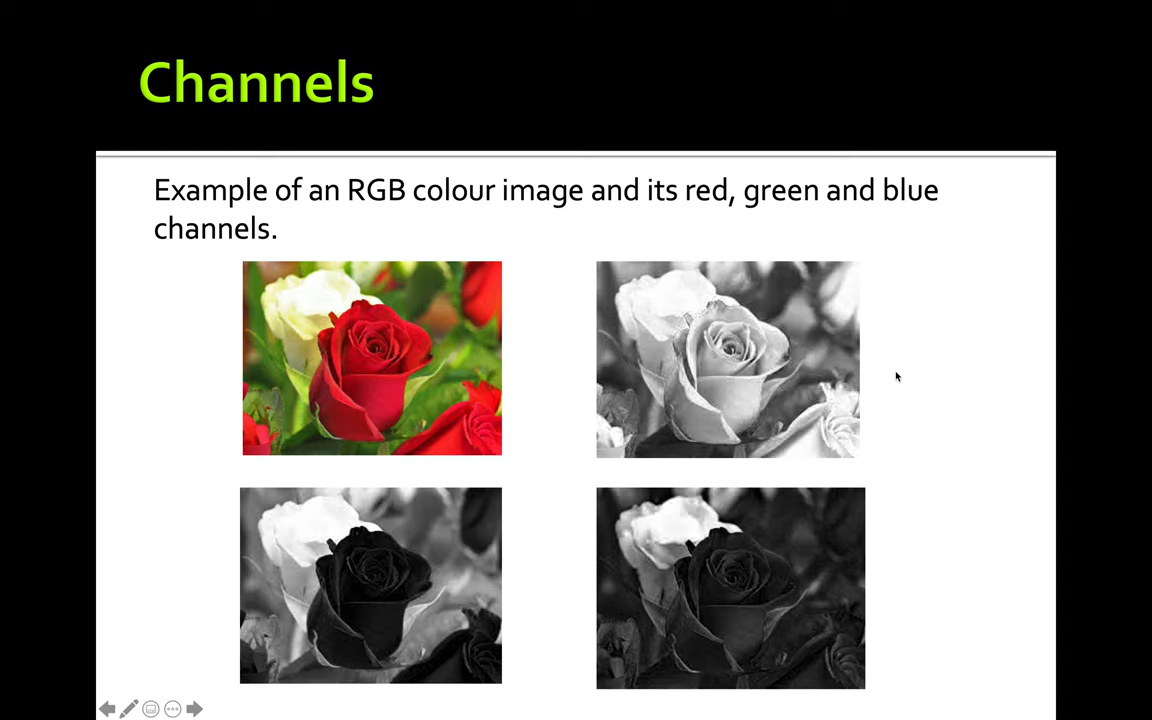 Channels
Example of an RGB colour image and its red, green and blue
channels.